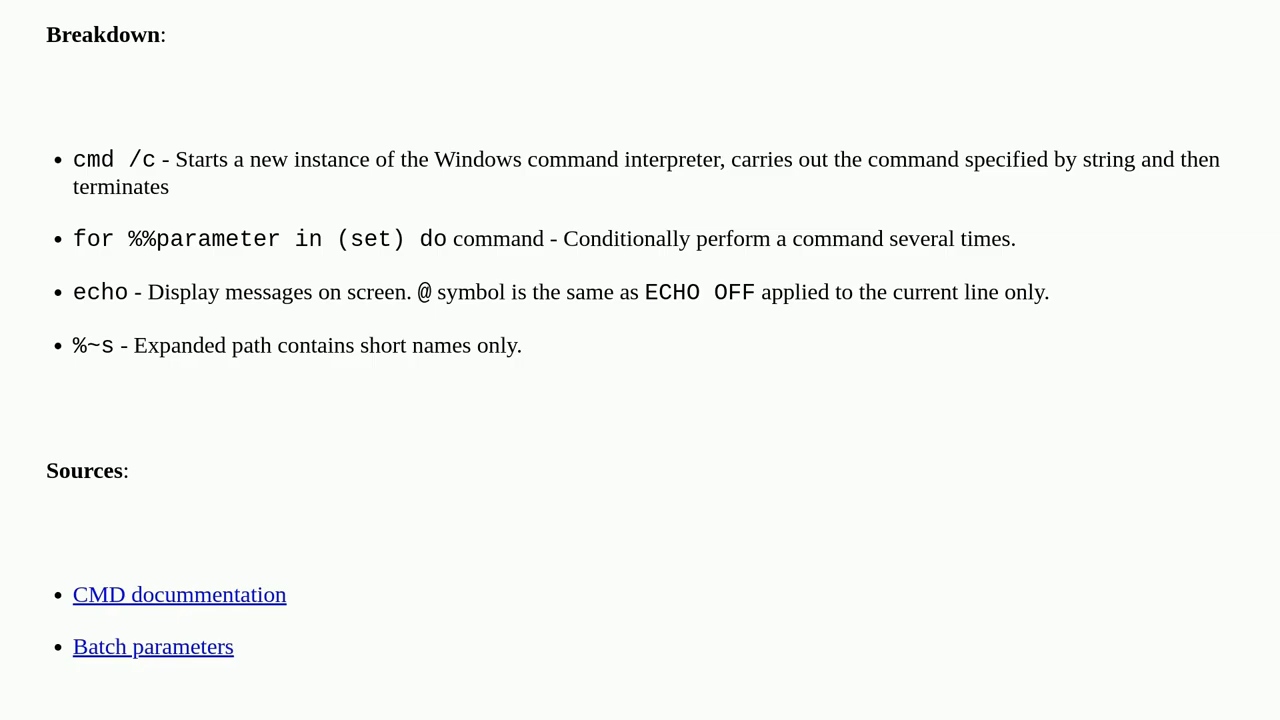 Breakdown:
cmd /c - Starts a new instance of the Windows command interpreter, carries out the command specified by string and then
terminates
for %%parameter in (set) do command - Conditionally perform a command several times.
echo - Display messages on screen. @ symbol is the same as ECHO OFF applied to the current line only.
%~s - Expanded path contains short names only.
Sources:
CMD docummentation
Batch parameters